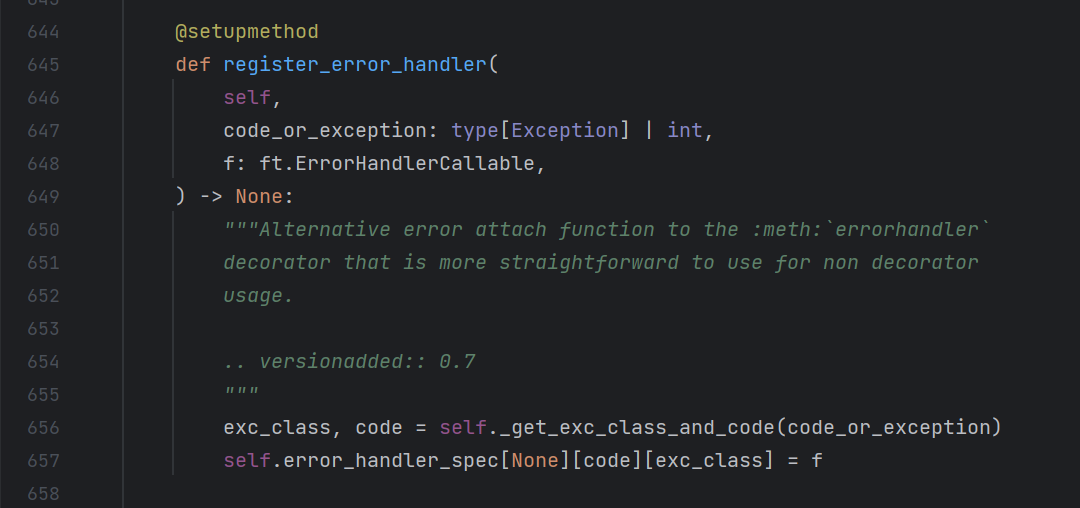 643
644 @setupmethod
645 def register_error_handler(
646 self,
647 code_or_exception: type[Exception] | int,
648 f: ft.ErrorHandlerCallable,
649 ) -> None:
650 """Alternative error attach function to the :meth:`errorhandler`
651 decorator that is more straightforward to use for non decorator
652 usage.
653
654 .. versionadded:: 0.7
655 """
656 exc_class, code = self._get_exc_class_and_code(code_or_exception)
657 self.error_handler_spec[None][code][exc_class] = f
658